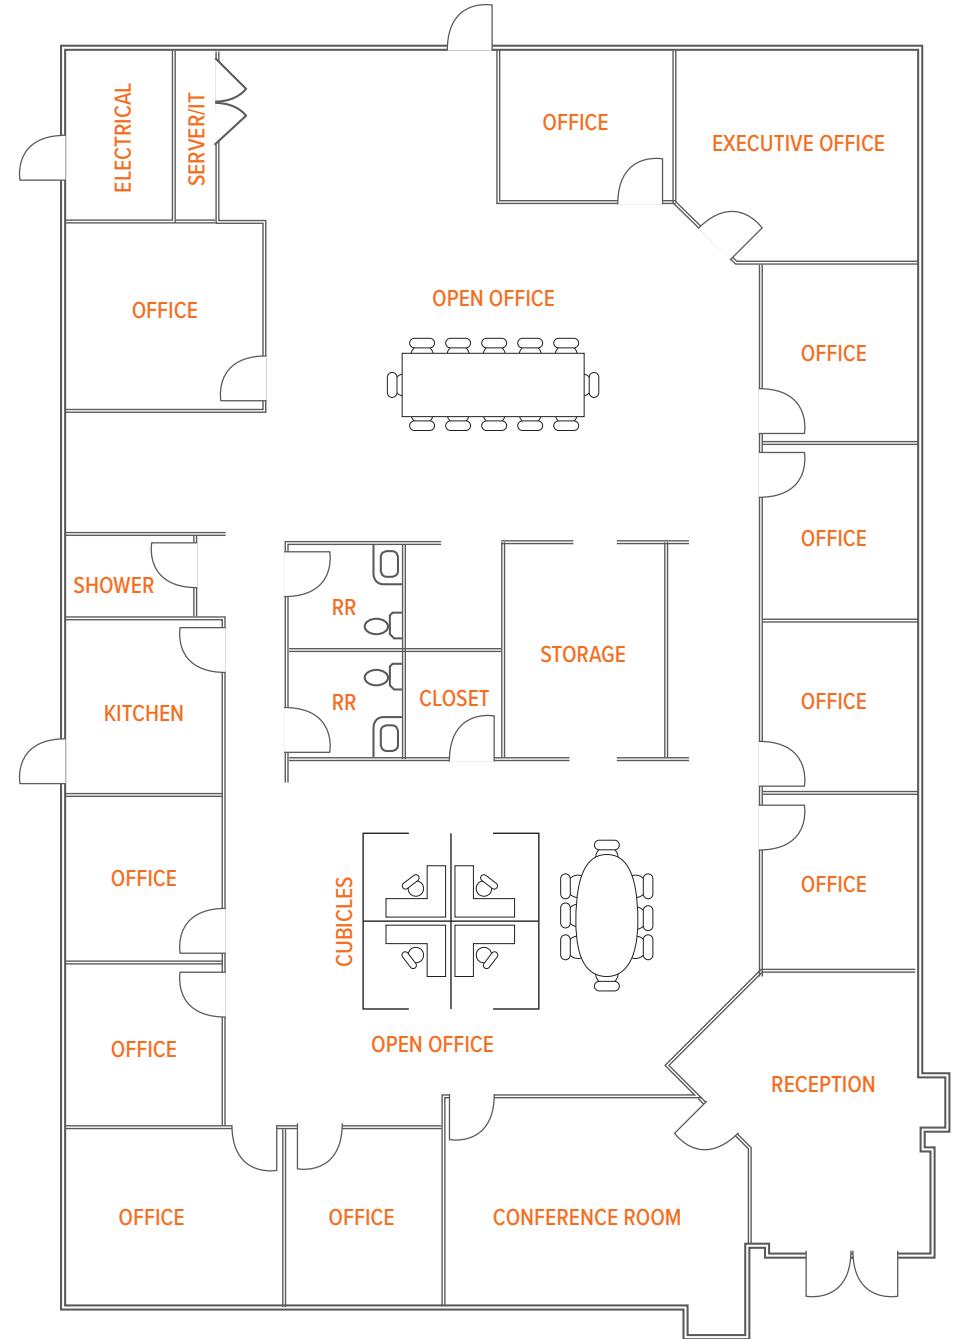 ELECTRICAL
SERVER/IT
OFFICE
EXECUTIVE OFFICE
OFFICE
OPEN OFFICE
OFFICE
OFFICE
SHOWER
RR
STORAGE
KITCHEN
RR
CLOSET
OFFICE
OFFICE
CUBICLES
OFFICE
OFFICE
OPEN OFFICE
RECEPTION
OFFICE
OFFICE
CONFERENCE ROOM